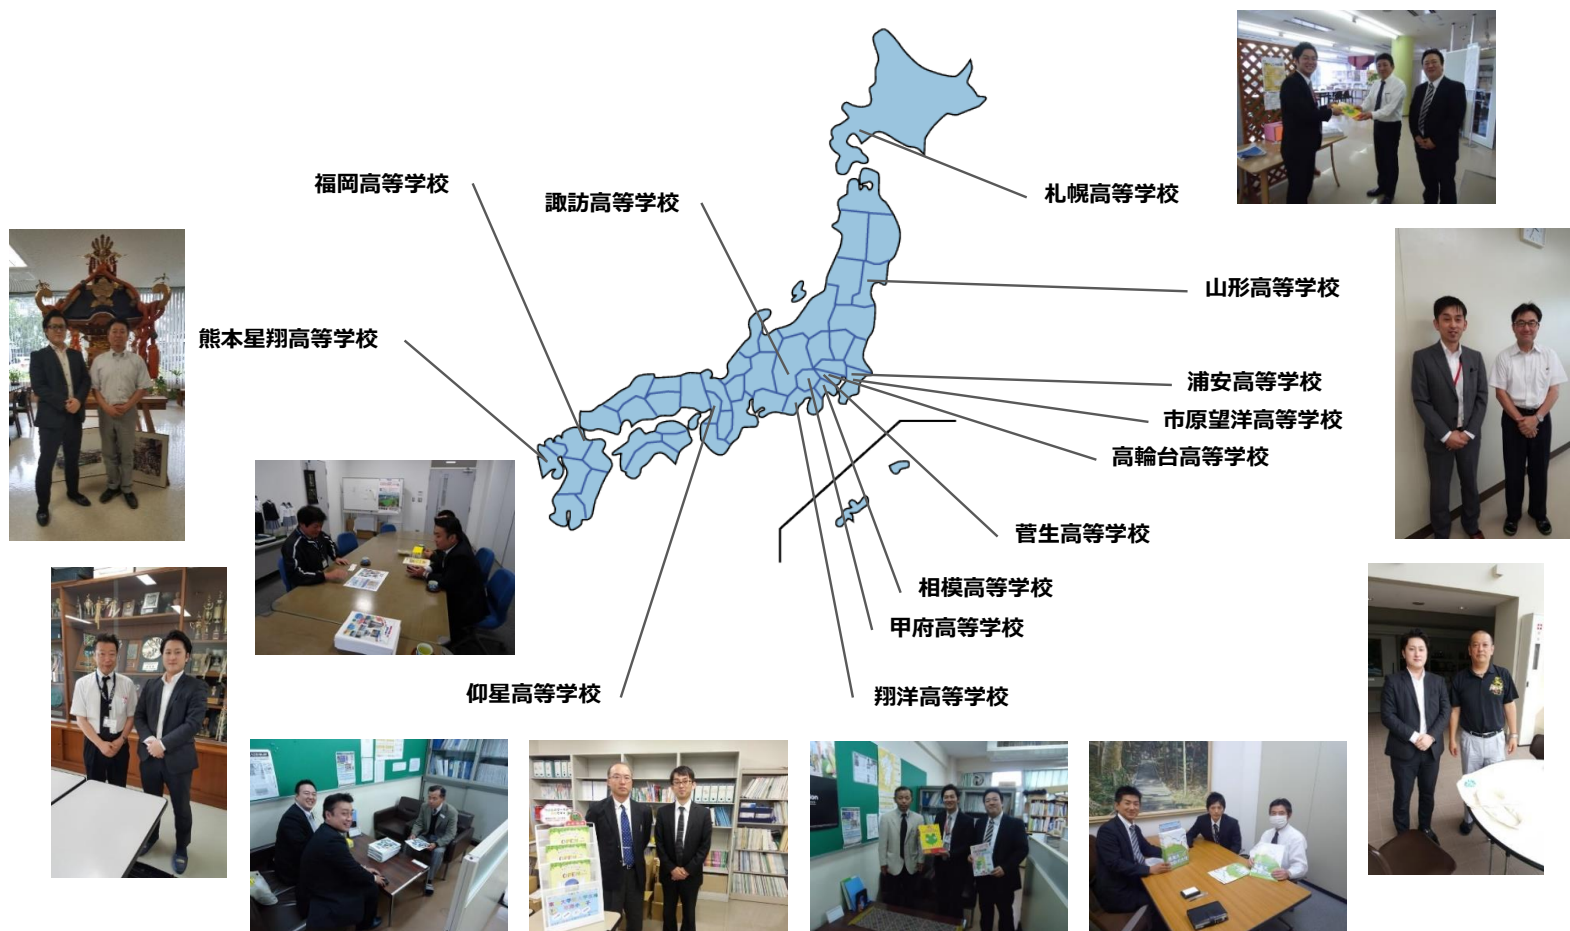 札幌高等学校
福岡高等学校
諏訪高等学校
山形高等学校
熊本星翔高等学校
浦安高等学校
市原望洋高等学校
高輪台高等学校
菅生高等学校
相模高等学校
甲府高等学校
仰星高等学校
翔洋高等学校